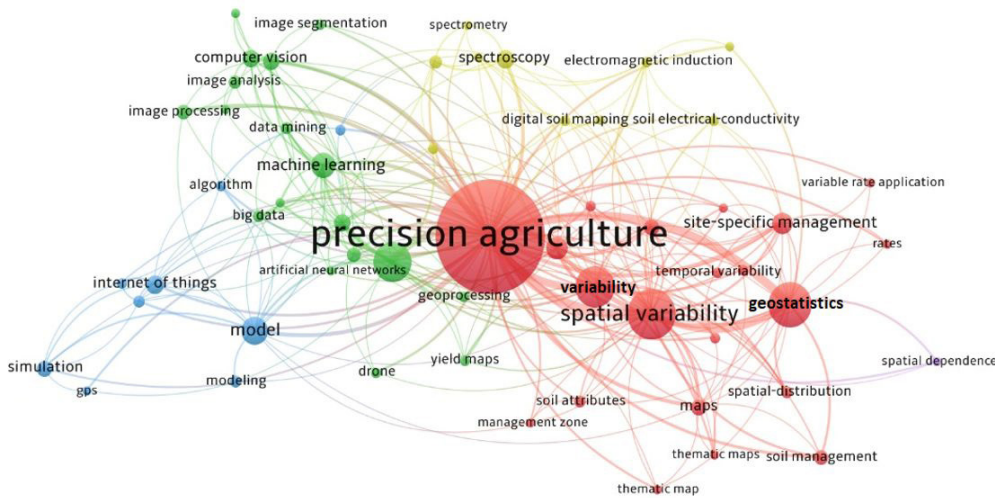 image segmentation
spectrometry
computer vision
spectroscopy
electromagnetic induction
image analysis
image processing
digital soil mapping
soil electrical-conductivity
data mining
machine learning
algorithm
variable rate application
big data
site-specific management
precision agriculture
rates
artificial neural networks
temporal variability
internet of things
variability
geoprocessing
geostatistics
spatial variability
model
yield maps
spatial dependence
simulation
drone
modeling
gps
spatial-distribution
soil attributes
maps
management zone
thematic maps
soil management
thematic map